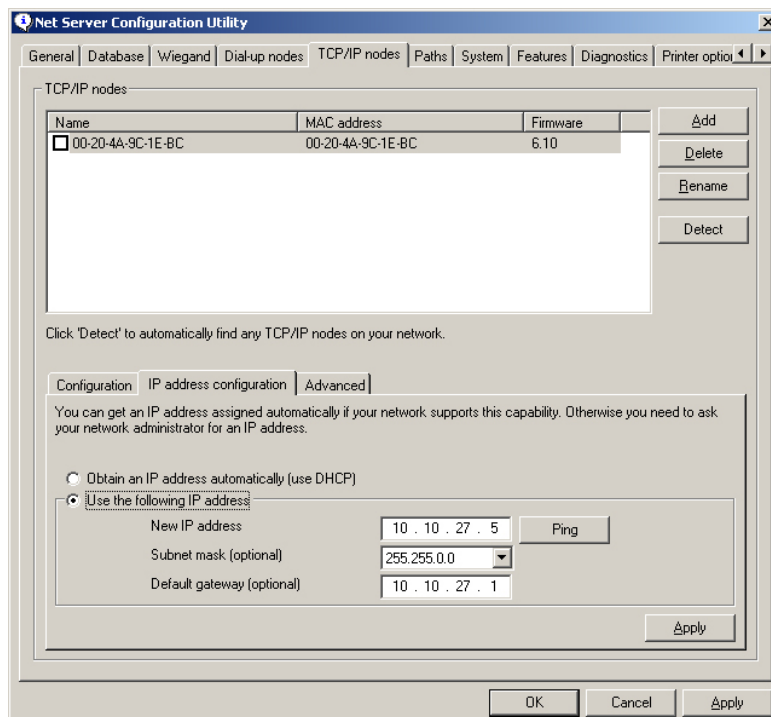 Net Server Configuration Utility
General Database Wiegand Dial-up nodes TCP/IP nodes Paths System Features Diagnostics Printer
TCP/IP nodes
Name MAC address Firmware
00-20-4A-9C-1E-BC 00-20-4A-9C-1E-BC 6.10
Add
Delete
Rename
Detect
Click 'Detect' to automatically find any TCP/IP nodes on your network.
Configuration IP address configuration Advanced
You can get an IP address assigned automatically if your network supports this capability. Otherwise you need to ask
your network administrator for an IP address.
Obtain an IP address automatically (use DHCP)
Use the following IP address
New IP address 10 . 10 . 27 . 5 Ping
Subnet mask (optional) 255.255.0.0
Default gateway (optional) 10 . 10 . 27 . 1
Apply
OK Cancel Apply